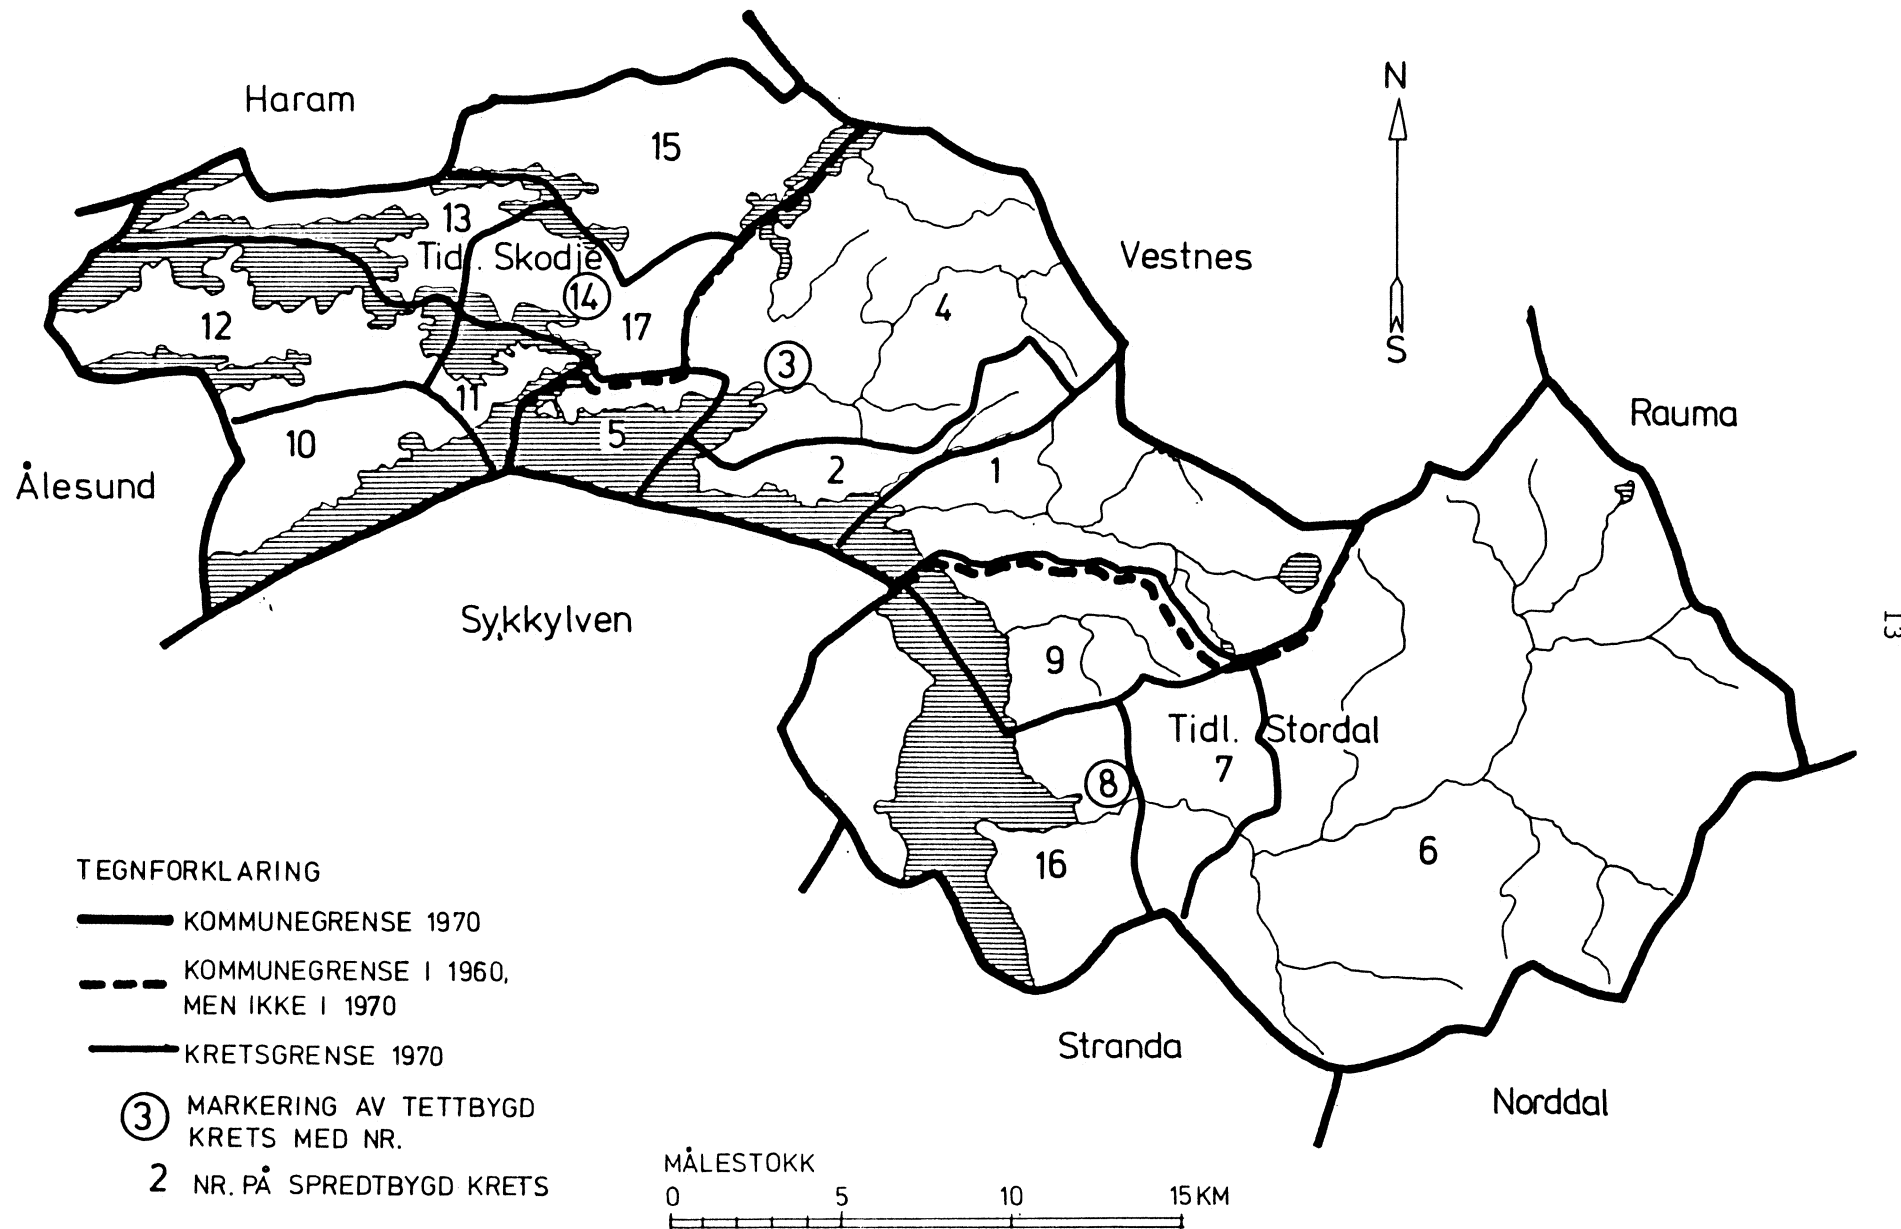 N
Haram
15
13
Tidl. Skodje
Vestnes
14
12
17
4
S
3
11
Rauma
5
10
2
1
Ålesund
Sykkylven
13
9
Tidl. Stordal
7
8
16
6
TEGNFORKLARING
KOMMUNEGRENSE 1970
KOMMUNEGRENSE I 1960,
MEN IKKE I 1970
KRETSGRENSE 1970
Stranda
Norddal
3 MARKERING AV TETTBYGD
KRETS MED NR.
2 NR. PÅ SPREDTBYGD KRETS
MÅLESTOKK
0 5 10 15 KM